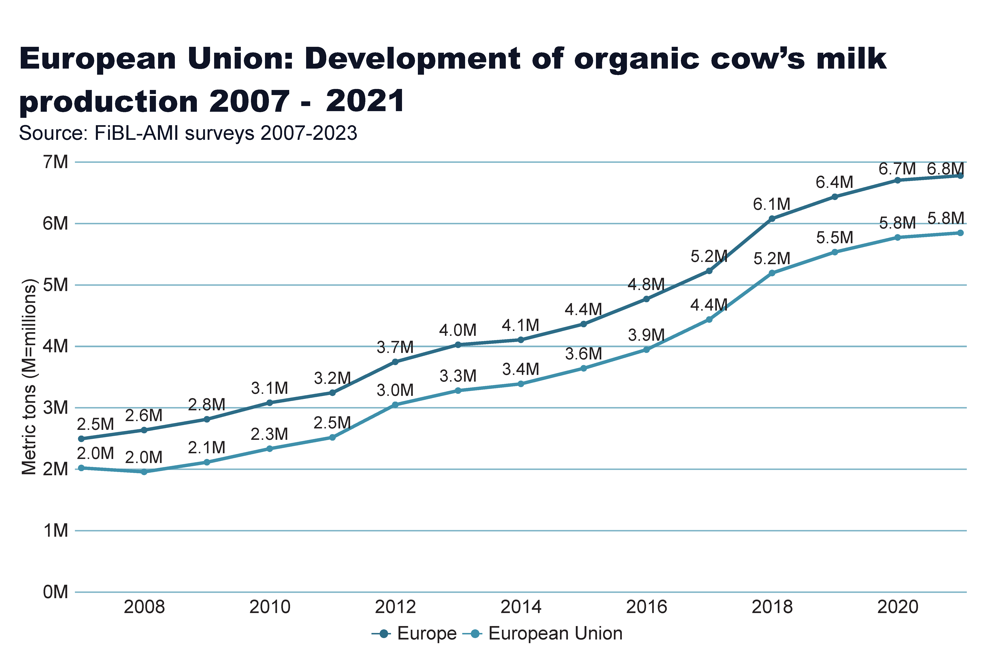 European Union: Development of organic cow’s milk
production 2007 - 2021
Source: FiBL-AMI surveys 2007-2023
Metric tons (M=millions)
7M
6M
5M
4M
3M
2M
1M
0M
2.5M
2.6M
2.8M
3.1M
3.2M
3.7M
4.0M
4.1M
4.4M
4.8M
5.2M
6.1M
6.4M
6.7M
6.8M
2.0M
2.0M
2.1M
2.3M
2.5M
3.0M
3.3M
3.4M
3.6M
3.9M
4.4M
5.2M
5.5M
5.8M
5.8M
2008 2010 2012 2014 2016 2018 2020
Europe European Union